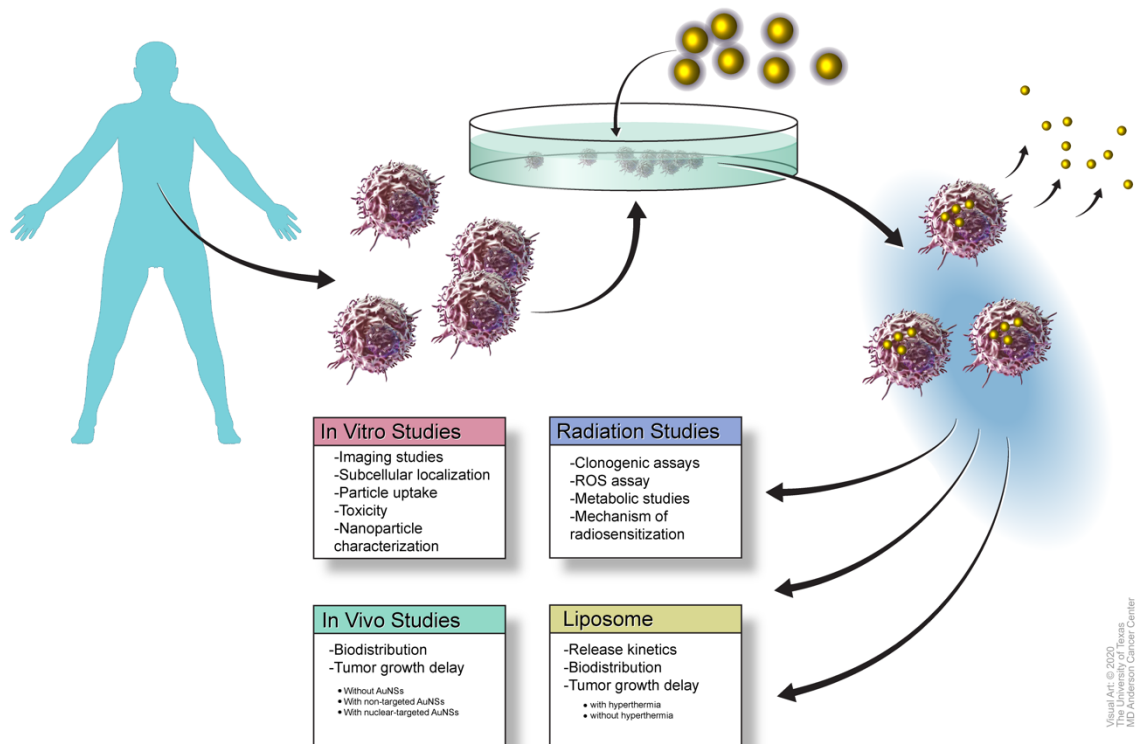 In Vitro Studies
-Imaging studies
-Subcellular localization
-Particle uptake
-Toxicity
-Nanoparticle
characterization
Radiation Studies
-Clonogenic assays
-ROS assay
-Metabolic studies
-Mechanism of
radiosensitization
In Vivo Studies
-Biodistribution
-Tumor growth delay
• Without AuNSs
• With non-targeted AuNSs
• With nuclear-targeted AuNSs
Liposome
-Release kinetics
-Biodistribution
-Tumor growth delay
• with hyperthermia
• without hyperthermia
Visual Art: © 2020
The University of Texas
MD Anderson Cancer Center